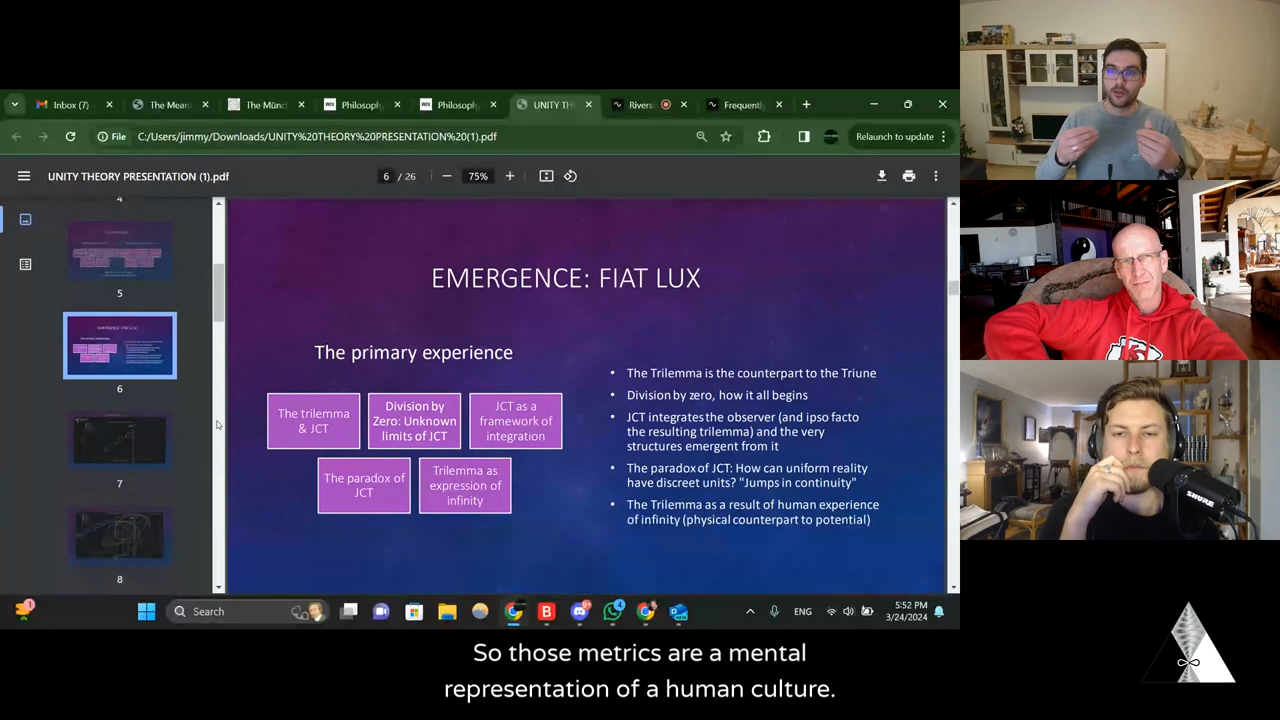 Inbox (7)
The Mean
The Münc
Philosoph
Philosoph
UNITY TH
Rivers
Frequentl
File
C:/Users/jimmy/Downloads/UNITY%20THEORY%20PRESENTATION%20(1).pdf
Relaunch to update
UNITY THEORY PRESENTATION (1).pdf
6 / 26
75%
4
5
6
7
8
EMERGENCE: FIAT LUX
The primary experience
The trilemma
& JCT
Division by
Zero: Unknown
limits of JCT
JCT as a
framework of
integration
The paradox of
JCT
Trilemma as
expression of
infinity
• The Trilemma is the counterpart to the Triune
• Division by zero, how it all begins
• JCT integrates the observer (and ipso facto
the resulting trilemma) and the very
structures emergent from it
• The paradox of JCT: How can uniform reality
have discreet units? "Jumps in continuity"
• The Trilemma as a result of human experience
of infinity (physical counterpart to potential)
SHURE
Search
ENG
5:52 PM
3/24/2024
So those metrics are a mental
representation of a human culture.